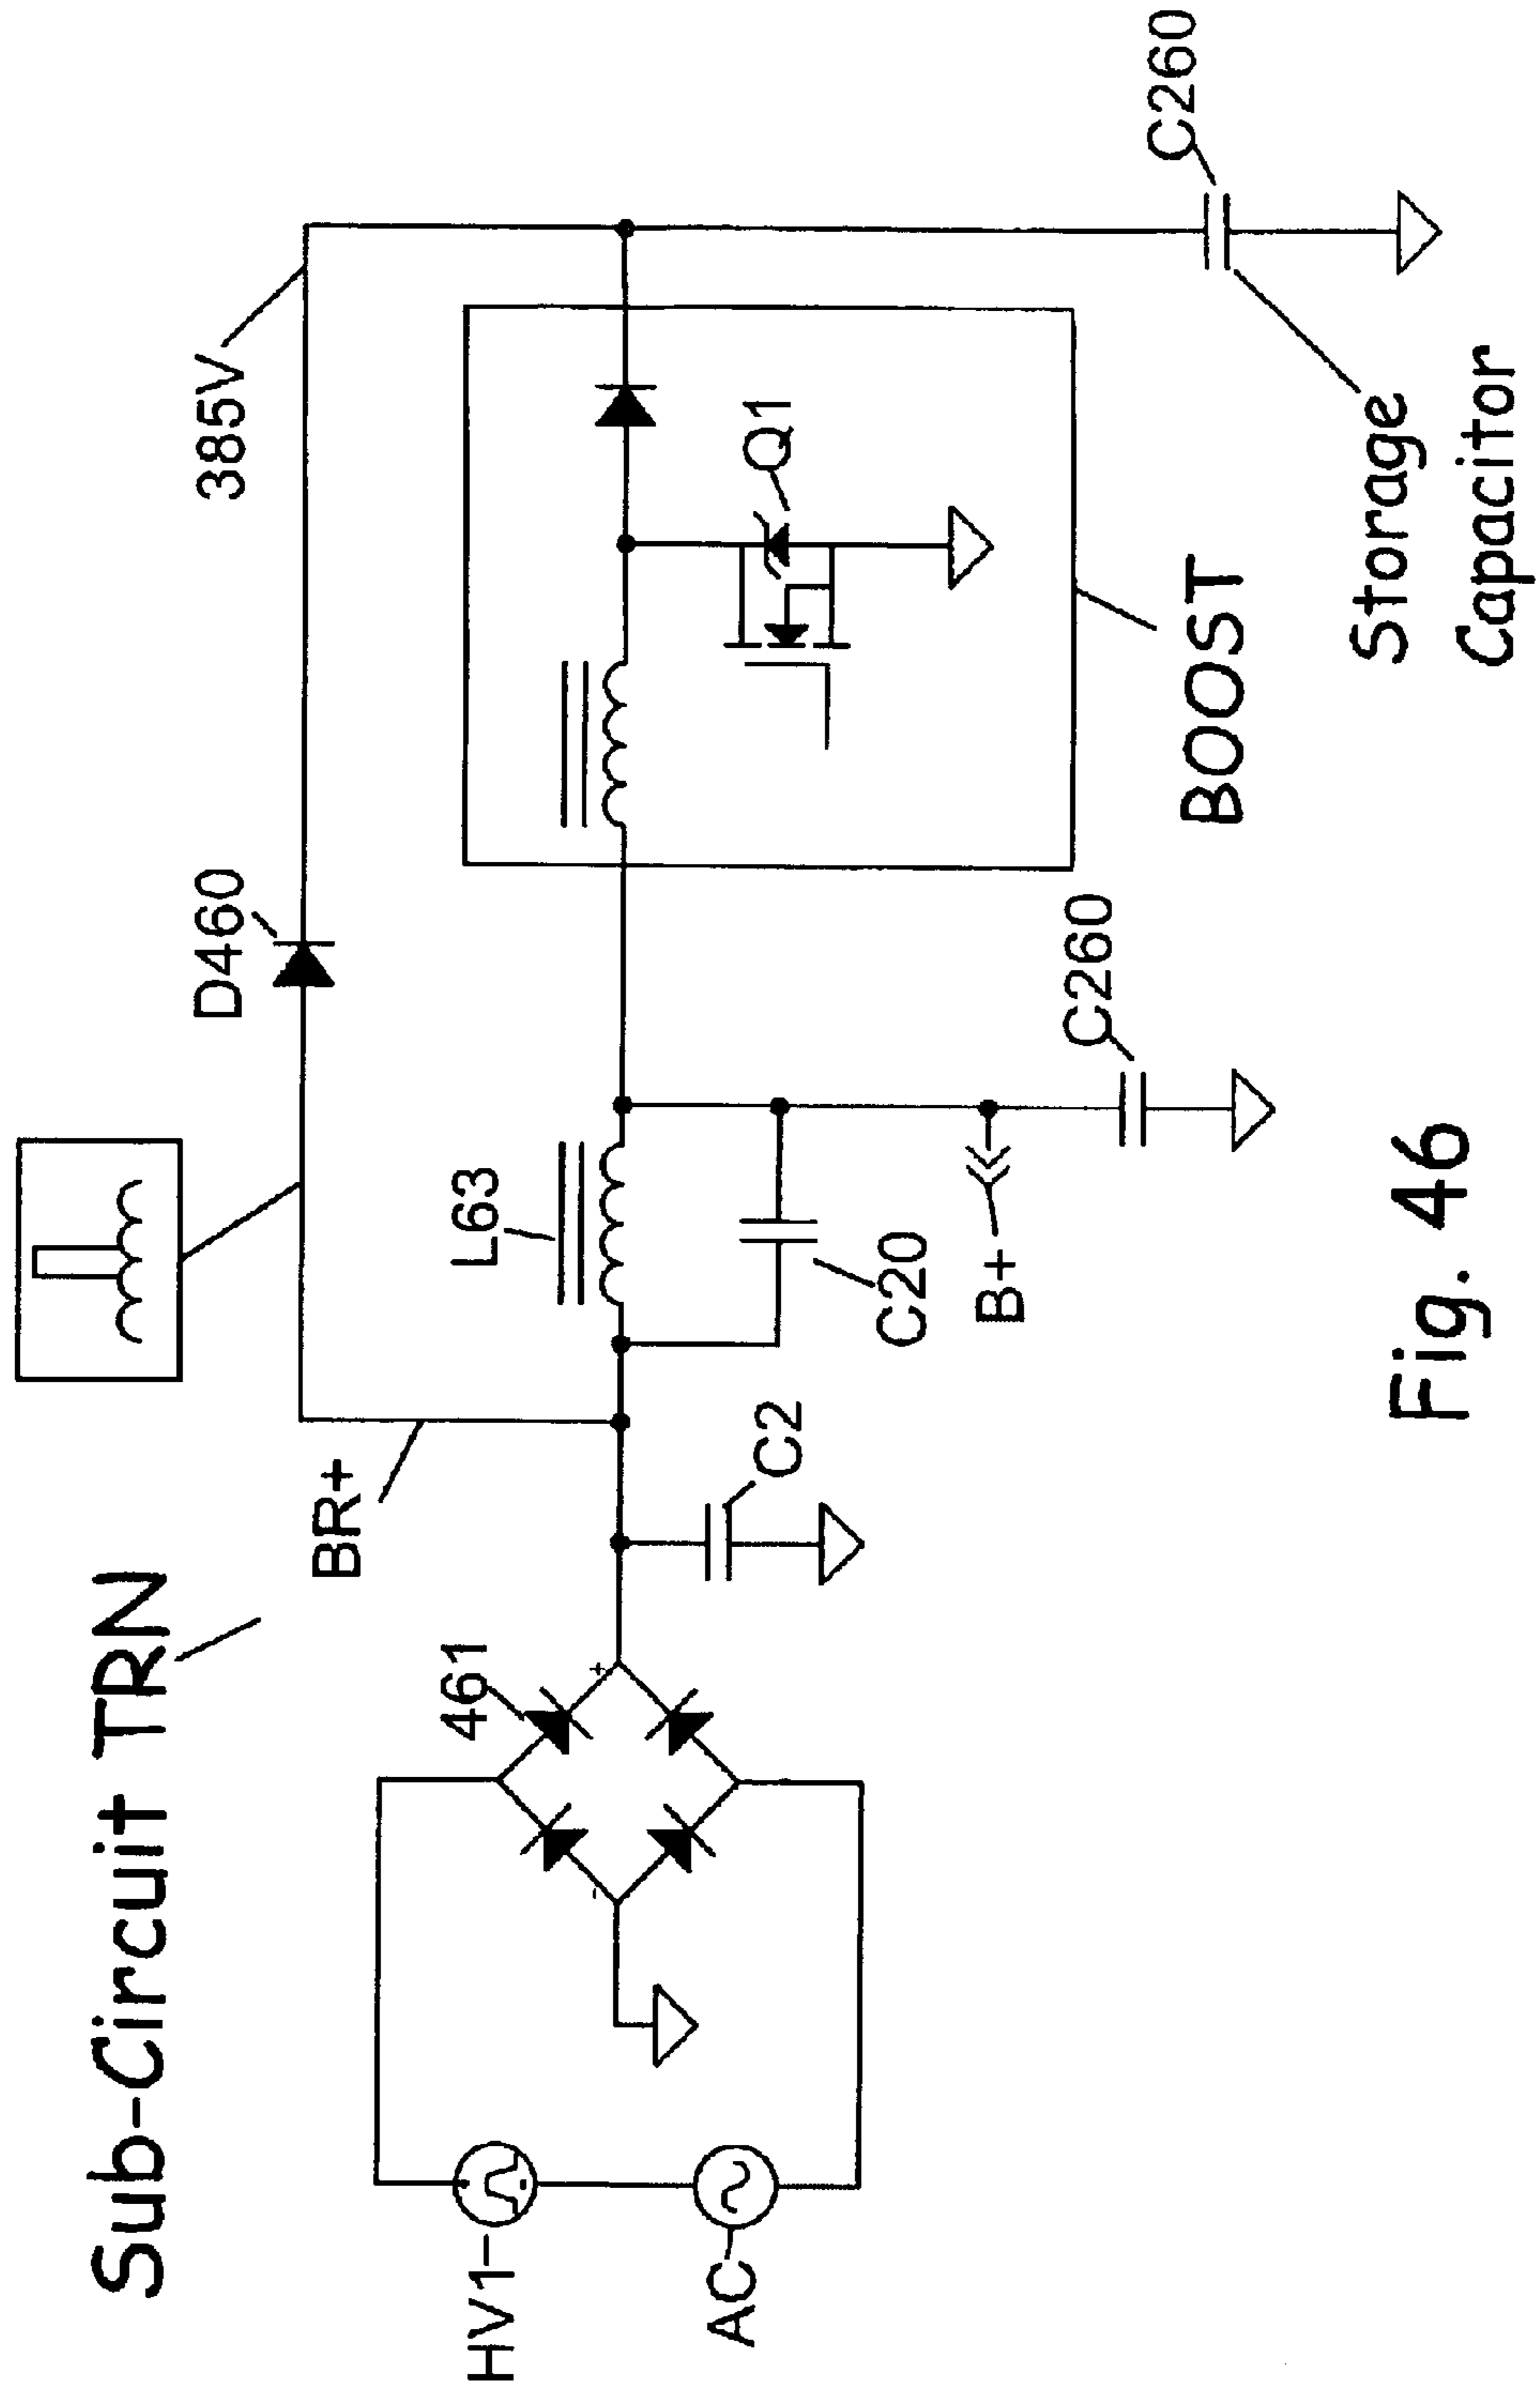 Sub-Circuit TRN
HV1
AC
461
BR+
C2
L63
C20
B+
D460
C260
385V
Q1
BOOST
C260
Storage
Capacitor
Fig. 46
+
-